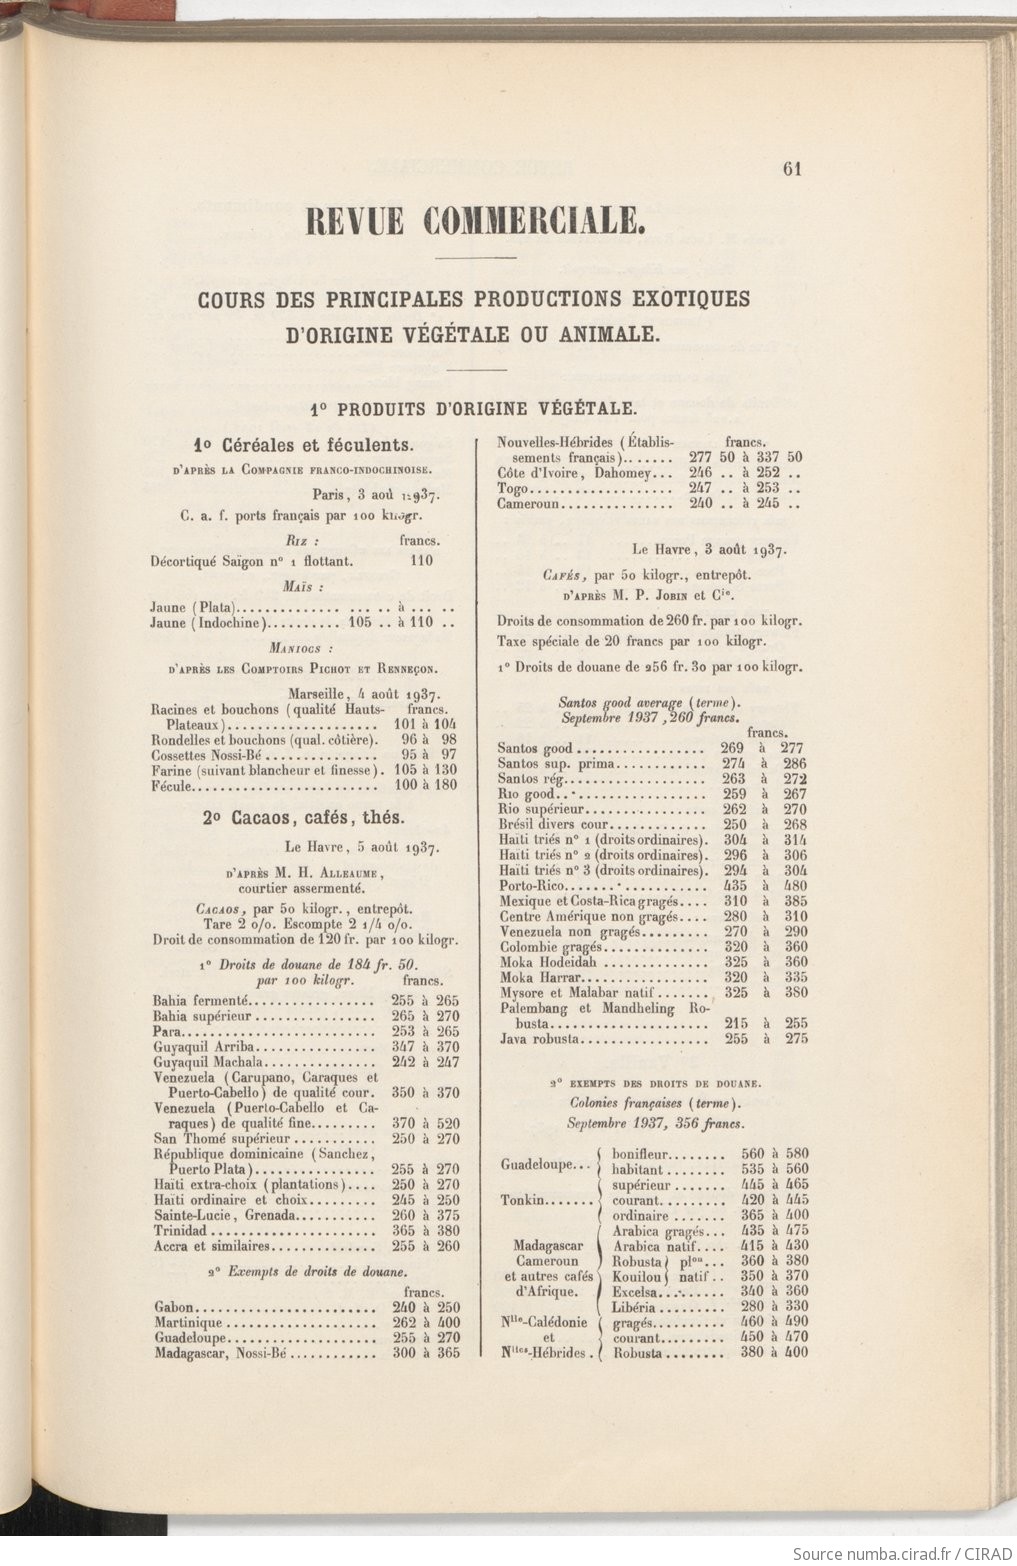 61
REVUE COMMERCIALE.
COURS DES PRINCIPALES PRODUCTIONS EXOTIQUES
D'ORIGINE VÉGÉTALE OU ANIMALE.
1° PRODUITS D'ORIGINE VÉGÉTALE.
1° Céréales et féculents.
D'APRÈS LA COMPAGNIE FRANCO-INDOCHINOISE.
Paris, 3 aoû 1937.
C. a. f. ports français par 100 kilogr.
RIZ : francs.
Décortiqué Saïgon n° 1 flottant. 110
MAÏS :
Jaune (Plata).............. ... .. à ... ..
Jaune (Indochine).......... 105 .. à 110 ..
MANIOCS :
D'APRÈS LES COMPTOIRS PICHOT ET RENNEÇON.
Marseille, 4 août 1937.
Racines et bouchons (qualité Hauts- francs.
Plateaux).................... 101 à 104
Rondelles et bouchons (qual. côtière). 96 à 98
Cossettes Nossi-Bé............... 95 à 97
Farine (suivant blancheur et finesse). 105 à 130
Fécule......................... 100 à 180
2° Cacaos, cafés, thés.
Le Havre, 5 août 1937.
D'APRÈS M. H. ALLEAUME,
courtier assermenté.
CACAOS, par 50 kilogr., entrepôt.
Tare 2 o/o. Escompte 2 1/4 o/o.
Droit de consommation de 120 fr. par 100 kilogr.
1° Droits de douane de 184 fr. 50.
par 100 kilogr. francs.
Bahia fermenté................. 255 à 265
Bahia supérieur................ 265 à 270
Para.......................... 253 à 265
Guyaquil Arriba................ 347 à 370
Guyaquil Machala............... 242 à 247
Venezuela (Carupano, Caraques et
Puerto-Cabello) de qualité cour. 350 à 370
Venezuela (Puerto-Cabello et Ca-
raques) de qualité fine......... 370 à 520
San Thomé supérieur........... 250 à 270
République dominicaine (Sanchez,
Puerto Plata)................ 255 à 270
Haïti extra-choix (plantations).... 250 à 270
Haïti ordinaire et choix......... 245 à 250
Sainte-Lucie, Grenada........... 260 à 375
Trinidad...................... 365 à 380
Accra et similaires.............. 255 à 260
2° Exempts de droits de douane.
francs.
Gabon........................ 240 à 250
Martinique.................... 262 à 400
Guadeloupe.................... 255 à 270
Madagascar, Nossi-Bé............ 300 à 365
Nouvelles-Hébrides (Établis- francs.
sements français)....... 277 50 à 337 50
Côte d'Ivoire, Dahomey... 246 .. à 252 ..
Togo................... 247 .. à 253 ..
Cameroun............... 240 .. à 245 ..
Le Havre, 3 août 1937.
CAFÉS, par 50 kilogr., entrepôt.
D'APRÈS M. P. JOBIN et Cie.
Droits de consommation de 260 fr. par 100 kilogr.
Taxe spéciale de 20 francs par 100 kilogr.
1° Droits de douane de 256 fr. 30 par 100 kilogr.
Santos good average (terme).
Septembre 1937, 260 francs.
francs.
Santos good................. 269 à 277
Santos sup. prima............ 274 à 286
Santos rég................... 263 à 272
Rio good.................... 259 à 267
Rio supérieur................ 262 à 270
Brésil divers cour............. 250 à 268
Haïti triés n° 1 (droits ordinaires). 304 à 314
Haïti triés n° 2 (droits ordinaires). 296 à 306
Haïti triés n° 3 (droits ordinaires). 294 à 304
Porto-Rico................... 435 à 480
Mexique et Costa-Rica gragés.... 310 à 385
Centre Amérique non gragés.... 280 à 310
Venezuela non gragés......... 270 à 290
Colombie gragés.............. 320 à 360
Moka Hodeidah.............. 325 à 360
Moka Harrar................. 320 à 335
Mysore et Malabar natif....... 325 à 380
Palembang et Mandheling Ro-
busta..................... 215 à 255
Java robusta................. 255 à 275
2° EXEMPTS DES DROITS DE DOUANE.
Colonies françaises (terme).
Septembre 1937, 356 francs.
Guadeloupe... bonifieur........ 560 à 580
habitant........ 535 à 560
supérieur....... 445 à 465
Tonkin....... courant......... 420 à 445
ordinaire....... 365 à 400
Arabica gragés... 435 à 475
Madagascar Arabica natif.... 415 à 430
Cameroun Robusta plon... 360 à 380
et autres cafés Kouilou natif.. 350 à 370
d'Afrique. Excelsa....... 340 à 360
Libéria......... 280 à 330
Nlle-Calédonie gragés.......... 460 à 490
et courant......... 450 à 470
Nlles-Hébrides. Robusta........ 380 à 400
Source numba.cirad.fr / CIRAD